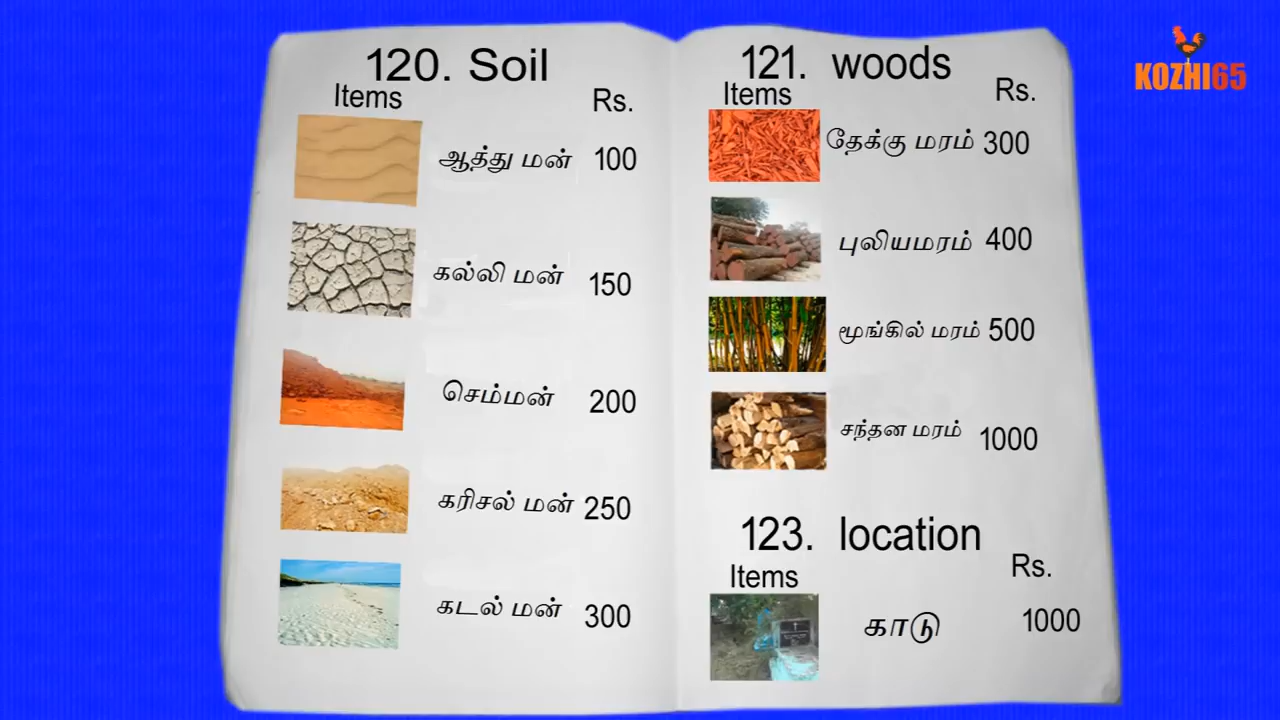 120. Soil
Items Rs.
ஆத்து மன் 100
கல்லி மன் 150
செம்மன் 200
கரிசல் மன் 250
கடல் மன் 300
121. woods
Items Rs.
தேக்கு மரம் 300
புலியமரம் 400
மூங்கில் மரம் 500
சந்தன மரம் 1000
123. location
Items Rs.
காடு 1000
KOZHI65